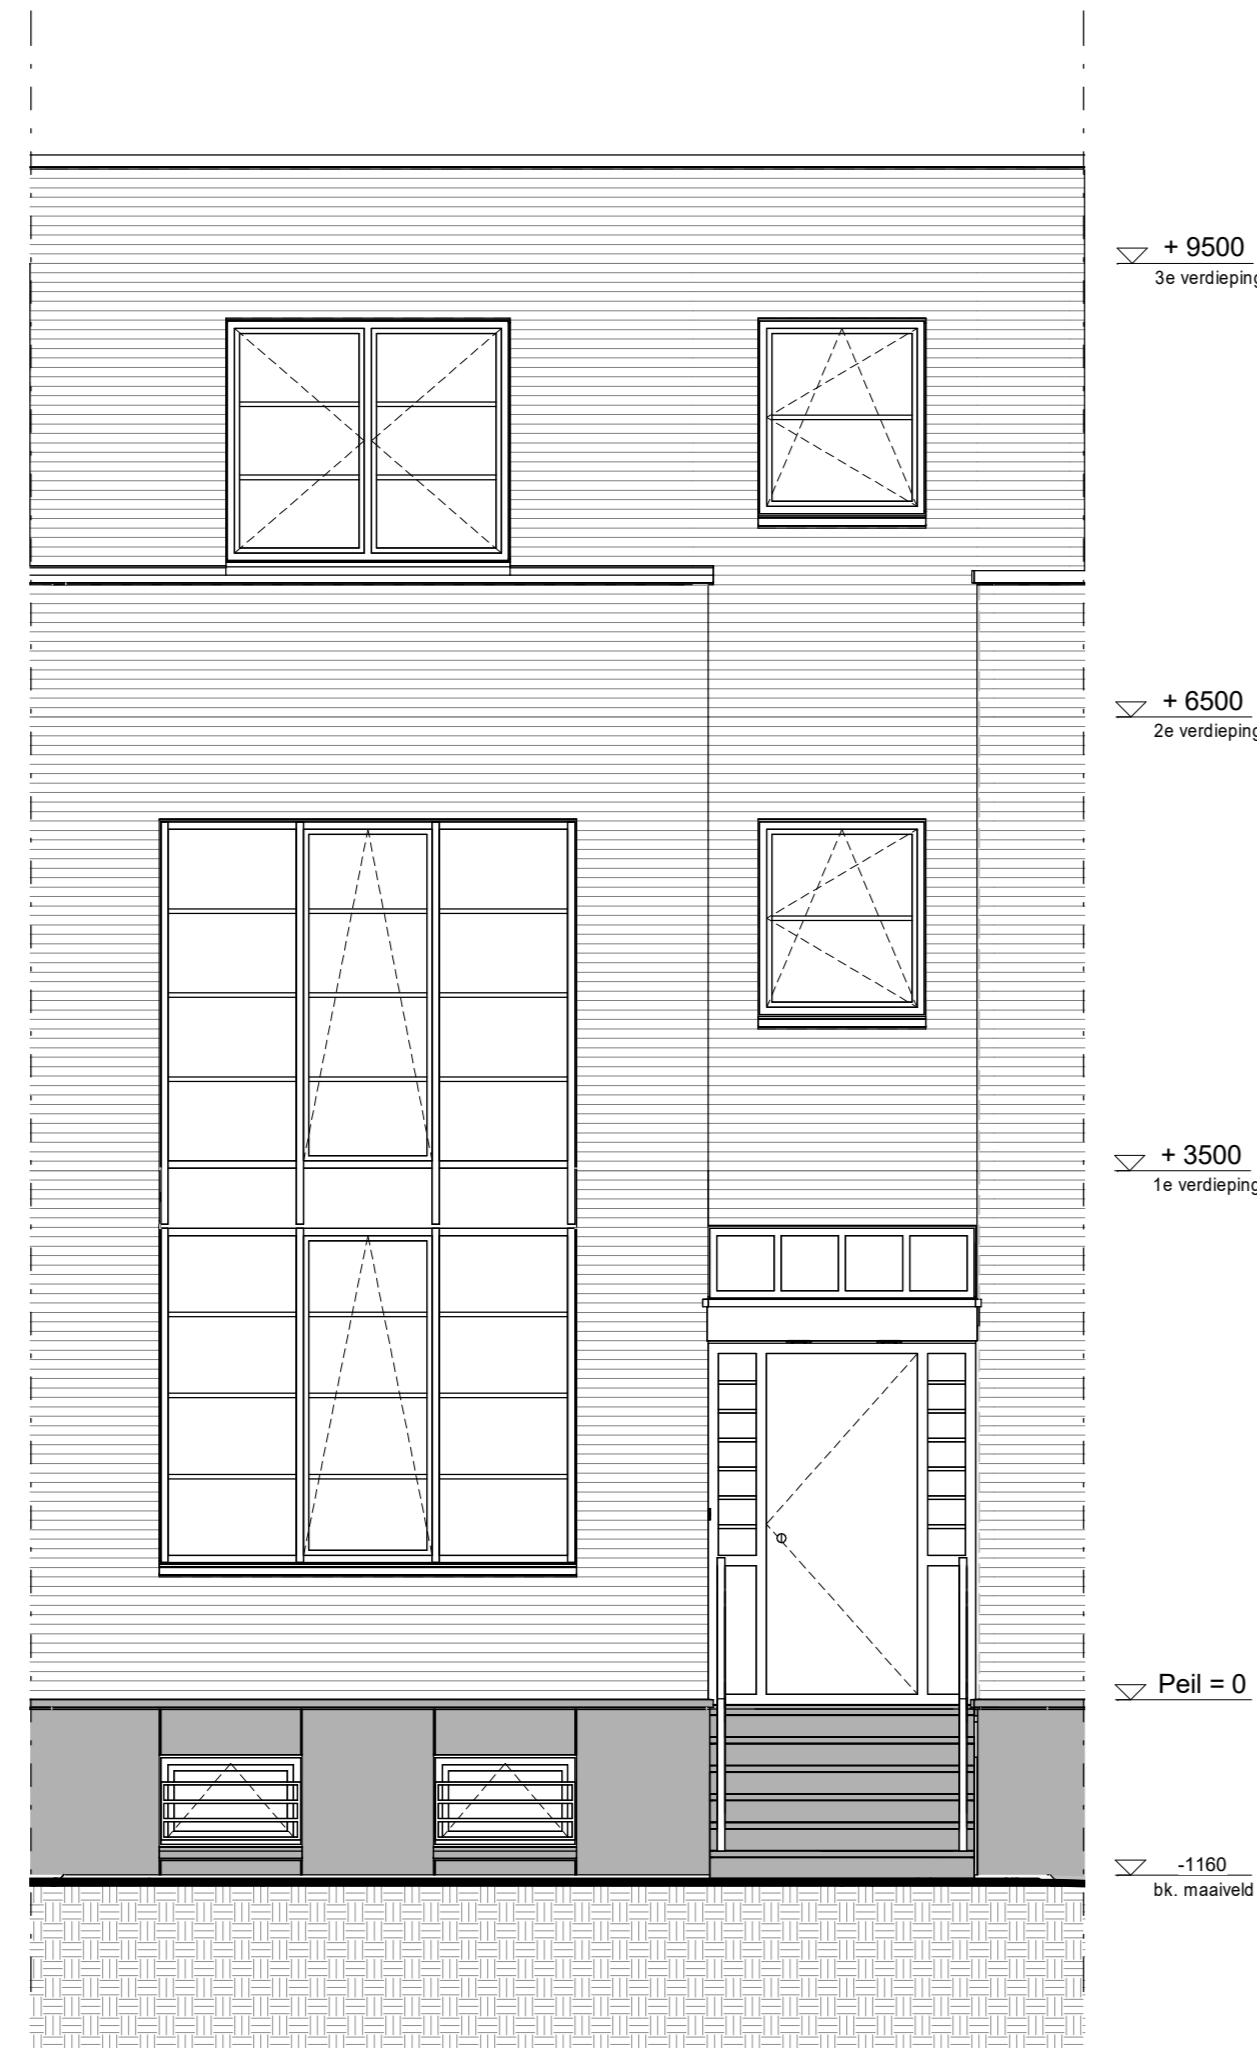 + 9500
3e verdieping
+ 6500
2e verdieping
+ 3500
1e verdieping
Peil = 0
-1160
bk. maaiveld